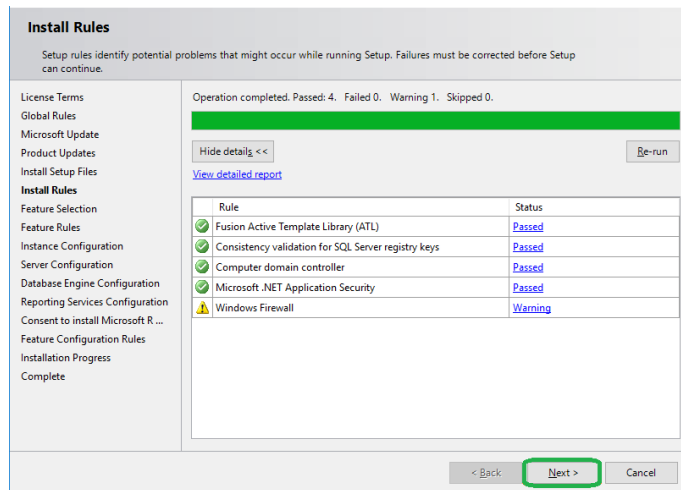 Install Rules
Setup rules identify potential problems that might occur while running Setup. Failures must be corrected before Setup
can continue.
License Terms
Global Rules
Microsoft Update
Product Updates
Install Setup Files
Install Rules
Feature Selection
Feature Rules
Instance Configuration
Server Configuration
Database Engine Configuration
Reporting Services Configuration
Consent to install Microsoft R ...
Feature Configuration Rules
Installation Progress
Complete
Operation completed. Passed: 4. Failed 0. Warning 1. Skipped 0.
Hide details <<
Re-run
View detailed report
Rule Status
Fusion Active Template Library (ATL) Passed
Consistency validation for SQL Server registry keys Passed
Computer domain controller Passed
Microsoft .NET Application Security Passed
Windows Firewall Warning
< Back Next > Cancel